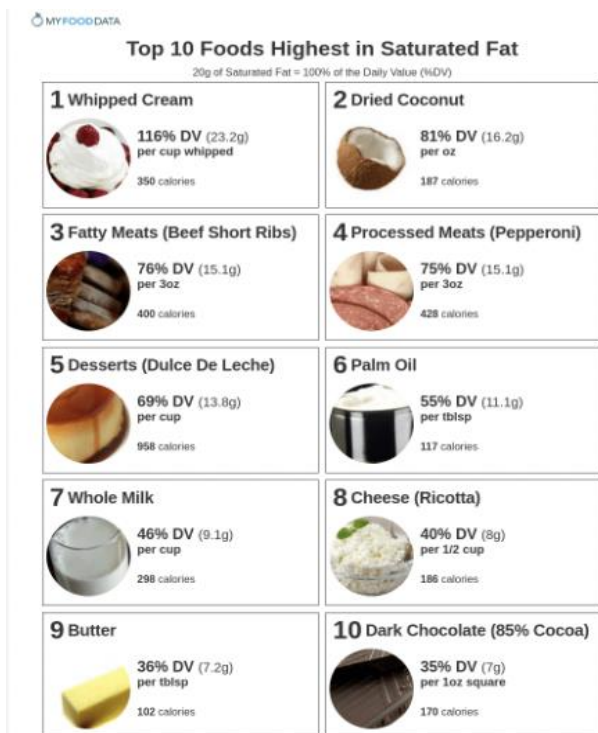 MYFOODDATA
Top 10 Foods Highest in Saturated Fat
20g of Saturated Fat = 100% of the Daily Value (%DV)
1 Whipped Cream
116% DV (23.2g)
per cup whipped
350 calories
2 Dried Coconut
81% DV (16.2g)
per oz
187 calories
3 Fatty Meats (Beef Short Ribs)
76% DV (15.1g)
per 3oz
400 calories
4 Processed Meats (Pepperoni)
75% DV (15.1g)
per 3oz
428 calories
5 Desserts (Dulce De Leche)
69% DV (13.8g)
per cup
958 calories
6 Palm Oil
55% DV (11.1g)
per tblsp
117 calories
7 Whole Milk
46% DV (9.1g)
per cup
298 calories
8 Cheese (Ricotta)
40% DV (8g)
per 1/2 cup
186 calories
9 Butter
36% DV (7.2g)
per tblsp
102 calories
10 Dark Chocolate (85% Cocoa)
35% DV (7g)
per 1oz square
170 calories